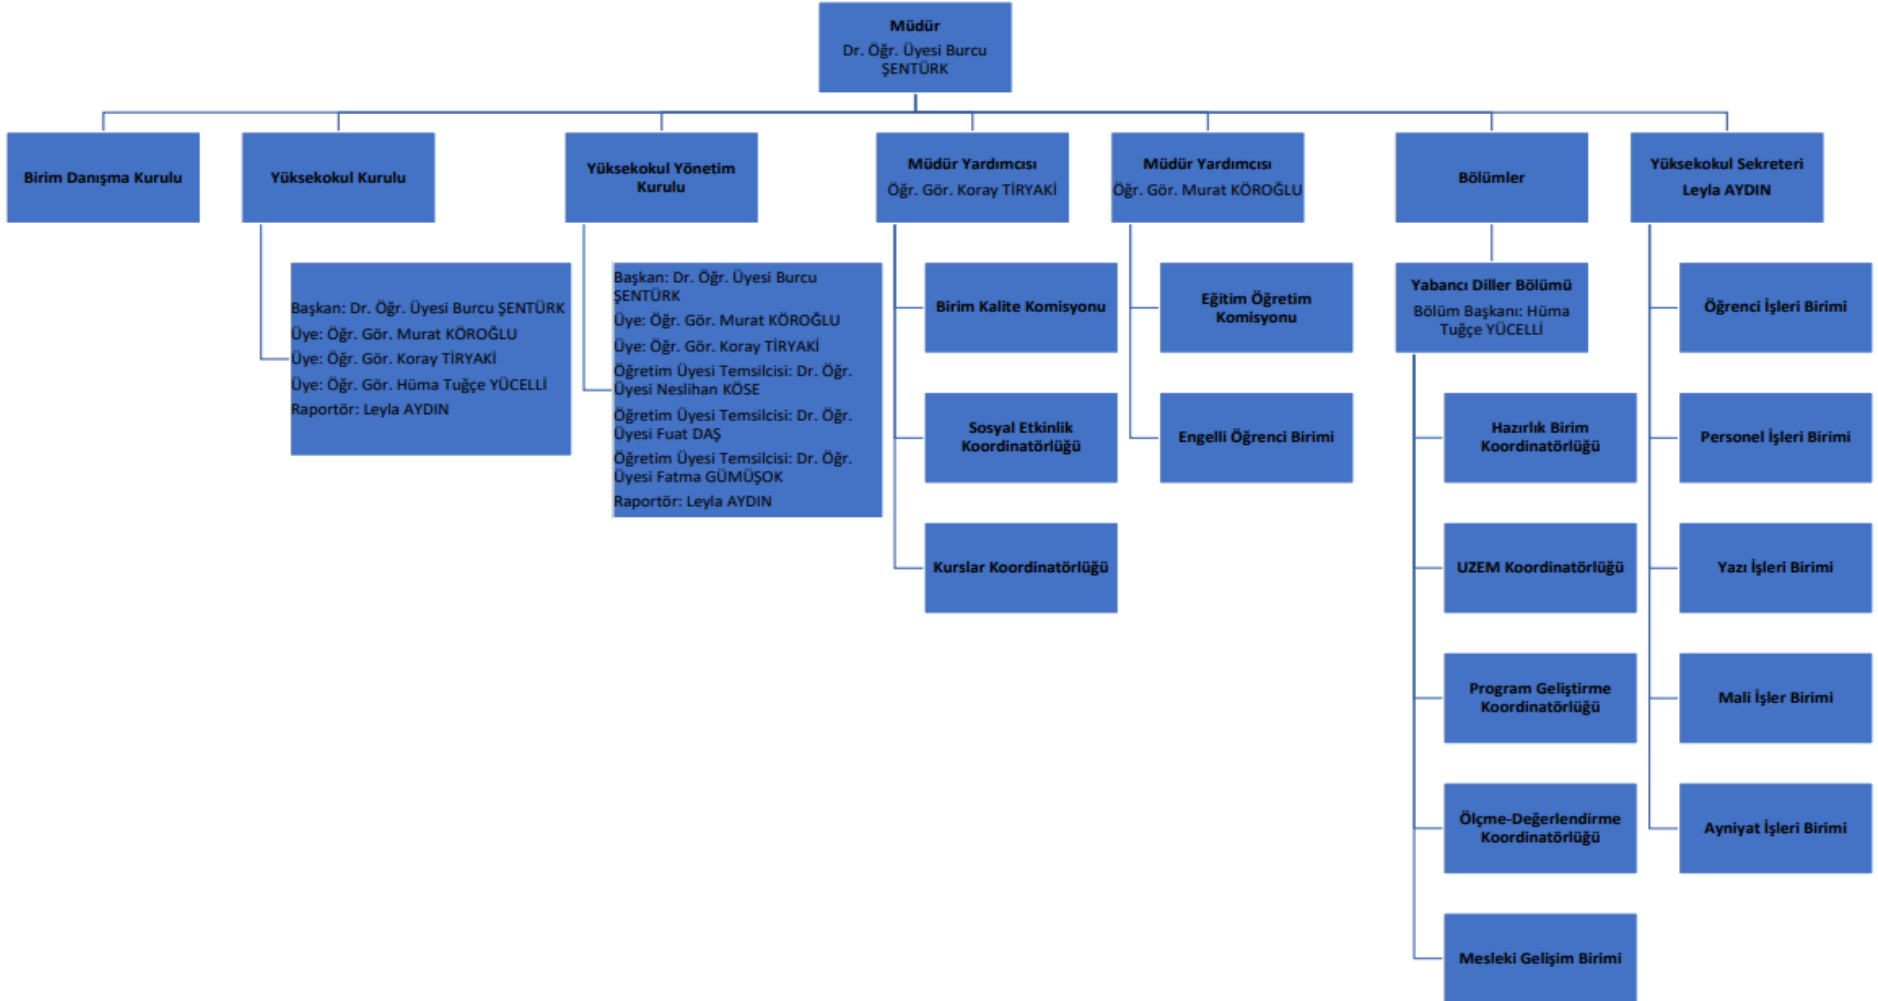 Müdür
Dr. Öğr. Üyesi Burcu
ŞENTÜRK
Birim Danışma Kurulu
Yüksekokul Kurulu
Yüksekokul Yönetim
Kurulu
Müdür Yardımcısı
Öğr. Gör. Koray TİRYAKİ
Müdür Yardımcısı
Öğr. Gör. Murat KÖROĞLU
Bölümler
Yüksekokul Sekreteri
Leyla AYDIN
Başkan: Dr. Öğr. Üyesi Burcu ŞENTÜRK
Üye: Öğr. Gör. Murat KÖROĞLU
Üye: Öğr. Gör. Koray TİRYAKİ
Üye: Öğr. Gör. Hüma Tuğçe YÜCELLİ
Raportör: Leyla AYDIN
Başkan: Dr. Öğr. Üyesi Burcu
ŞENTÜRK
Üye: Öğr. Gör. Murat KÖROĞLU
Üye: Öğr. Gör. Koray TİRYAKİ
Öğretim Üyesi Temsilcisi: Dr. Öğr.
Üyesi Neslihan KÖSE
Öğretim Üyesi Temsilcisi: Dr. Öğr.
Üyesi Fuat DAŞ
Öğretim Üyesi Temsilcisi: Dr. Öğr.
Üyesi Fatma GÜMÜŞOK
Raportör: Leyla AYDIN
Birim Kalite Komisyonu
Sosyal Etkinlik
Koordinatörlüğü
Kurslar Koordinatörlüğü
Eğitim Öğretim
Komisyonu
Engelli Öğrenci Birimi
Yabancı Diller Bölümü
Bölüm Başkanı: Hüma
Tuğçe YÜCELLİ
Hazırlık Birim
Koordinatörlüğü
UZEM Koordinatörlüğü
Program Geliştirme
Koordinatörlüğü
Ölçme-Değerlendirme
Koordinatörlüğü
Mesleki Gelişim Birimi
Öğrenci İşleri Birimi
Personel İşleri Birimi
Yazı İşleri Birimi
Mali İşler Birimi
Ayniyat İşleri Birimi